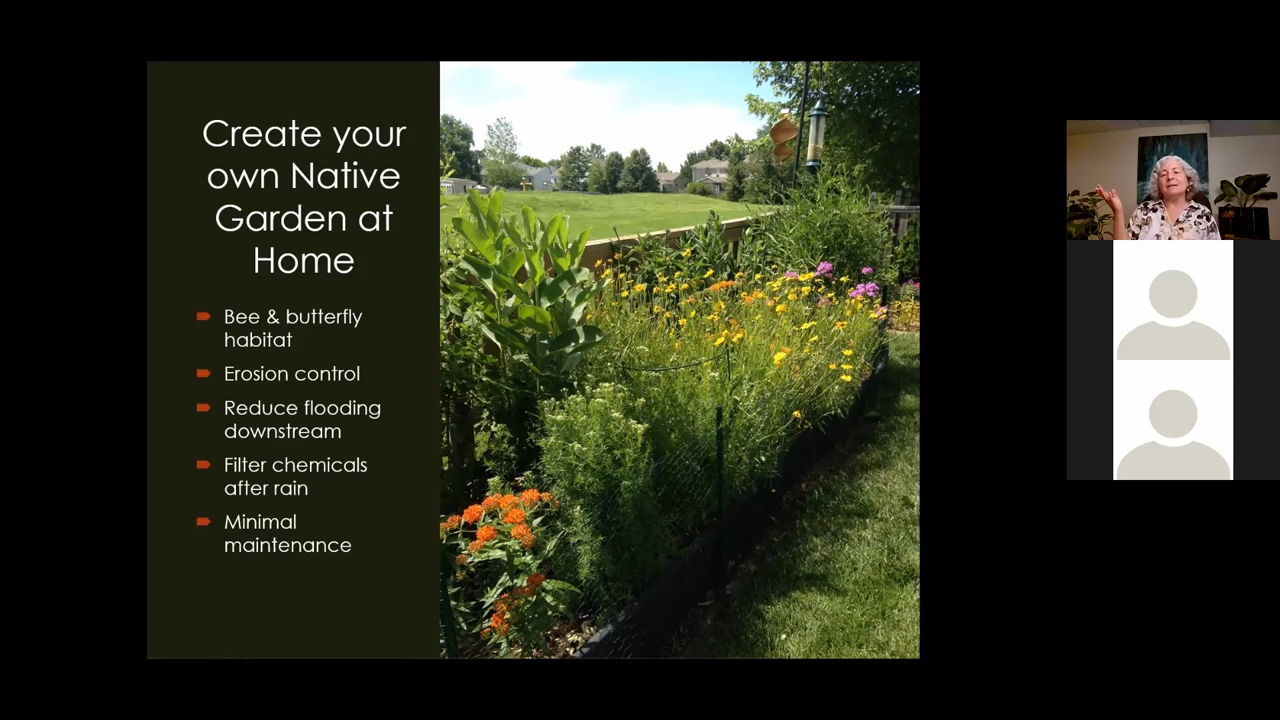 Create your
own Native
Garden at
Home
Bee & butterfly
habitat
Erosion control
Reduce flooding
downstream
Filter chemicals
after rain
Minimal
maintenance